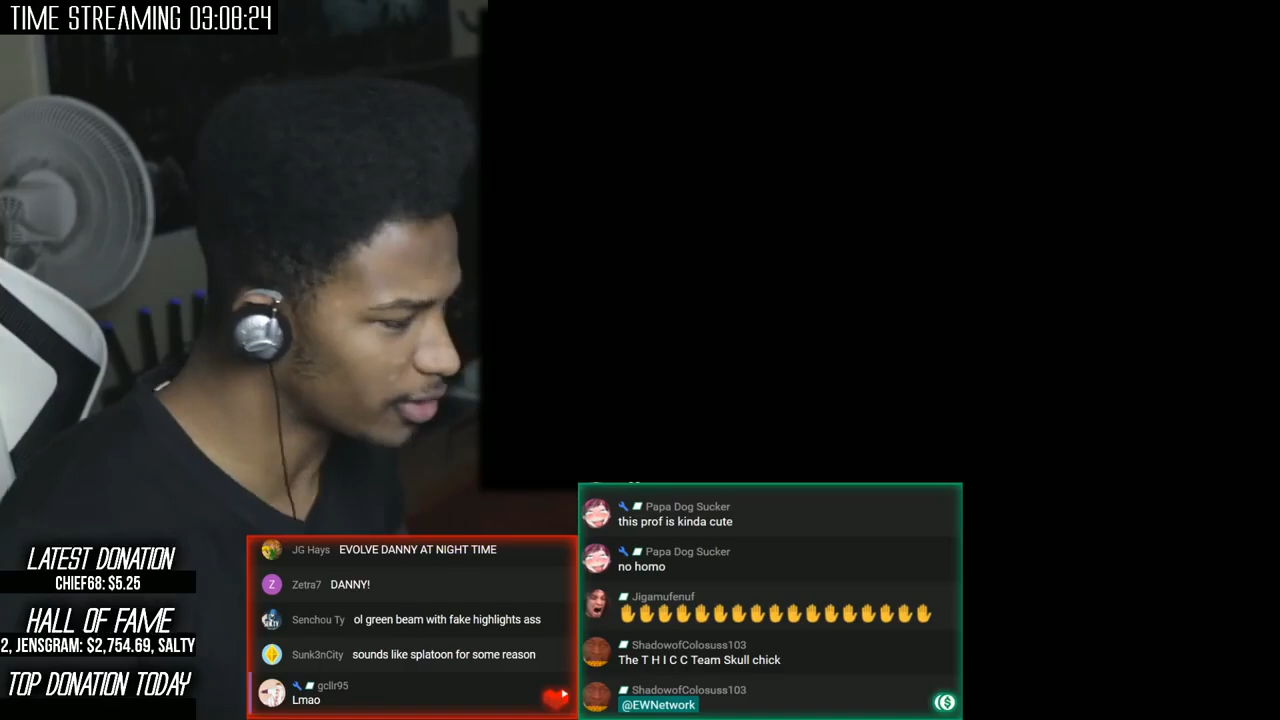 TIME STREAMING 03:08:24
LATEST DONATION
CHIEF68: $5.25
HALL OF FAME
2, JENSGRAM: $2,754.69, SALTY
TOP DONATION TODAY
JG Hays EVOLVE DANNY AT NIGHT TIME
Z Zetra7 DANNY!
Senchou Ty ol green beam with fake highlights ass
Sunk3nCity sounds like splatoon for some reason
gcllr95
Lmao
Papa Dog Sucker
this prof is kinda cute
Papa Dog Sucker
no homo
Jigamufenuf
✋✋✋✋✋✋✋✋✋✋✋✋✋✋✋✋✋
ShadowofColosuss103
The T H I C C Team Skull chick
ShadowofColosuss103
@EWNetwork